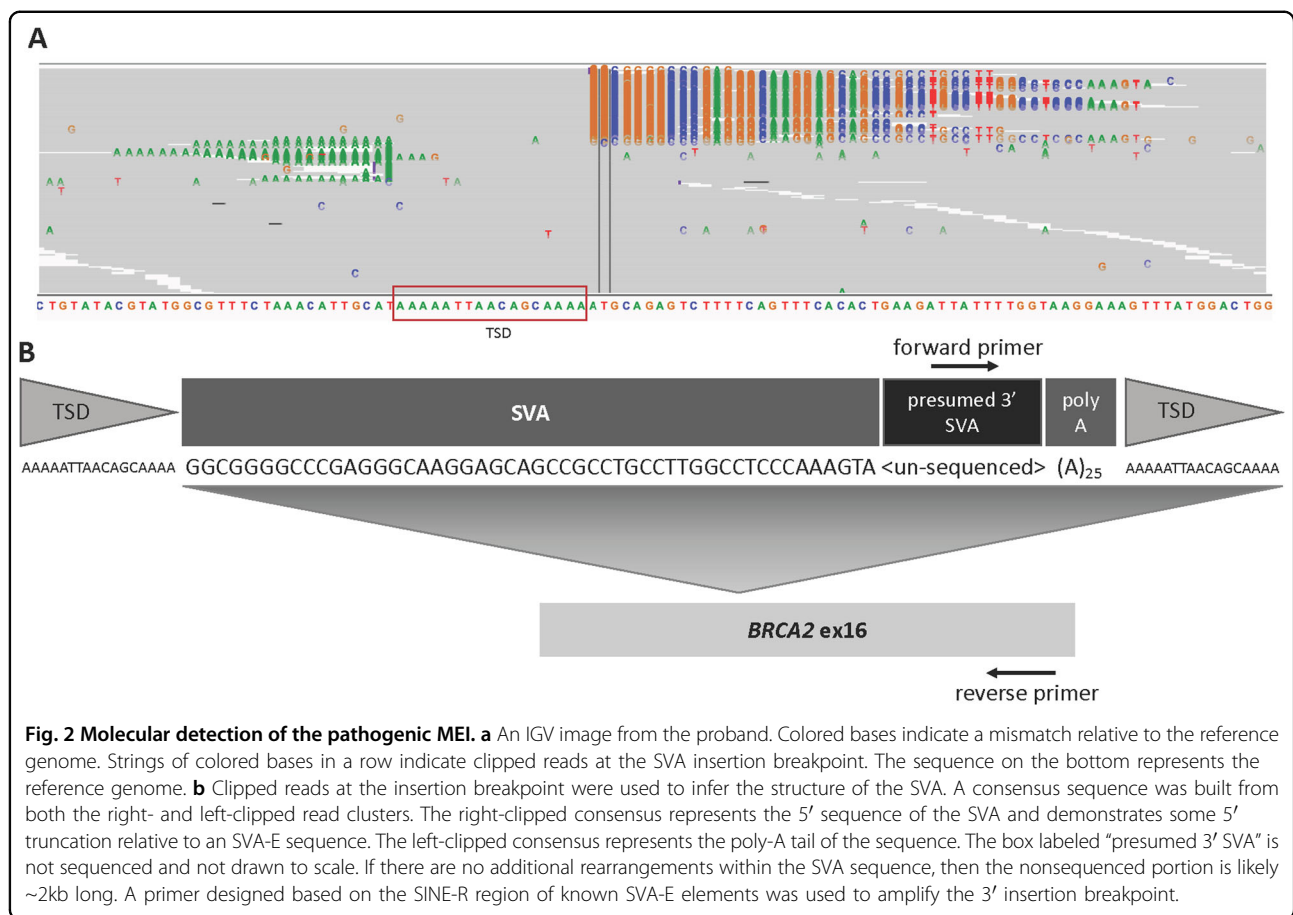 A
CTGTATACGTATGGCGTTTCTAAACATTGCATAAAAATTAACAGCAAAAATGCAGAGTCTTTTCAGTTTCACACTGAAGATTATTTTGGTAAGGAAAGTTTATGGACTGG
TSD
B
forward primer
TSD
SVA
presumed 3′
SVA
poly
A
TSD
AAAAATTAACAGCAAAA
GGCGGGGCCCGAGGGCAAGGAGCAGCCGCCTGCCTTGGCCTCCCAAAGTA
<un-sequenced>
(A)25
AAAAATTAACAGCAAAA
BRCA2 ex16
reverse primer
Fig. 2 Molecular detection of the pathogenic MEI. a An IGV image from the proband. Colored bases indicate a mismatch relative to the reference
genome. Strings of colored bases in a row indicate clipped reads at the SVA insertion breakpoint. The sequence on the bottom represents the
reference genome. b Clipped reads at the insertion breakpoint were used to infer the structure of the SVA. A consensus sequence was built from
both the right- and left-clipped read clusters. The right-clipped consensus represents the 5′ sequence of the SVA and demonstrates some 5′
truncation relative to an SVA-E sequence. The left-clipped consensus represents the poly-A tail of the sequence. The box labeled “presumed 3′ SVA” is
not sequenced and not drawn to scale. If there are no additional rearrangements within the SVA sequence, then the nonsequenced portion is likely
~2kb long. A primer designed based on the SINE-R region of known SVA-E elements was used to amplify the 3′ insertion breakpoint.